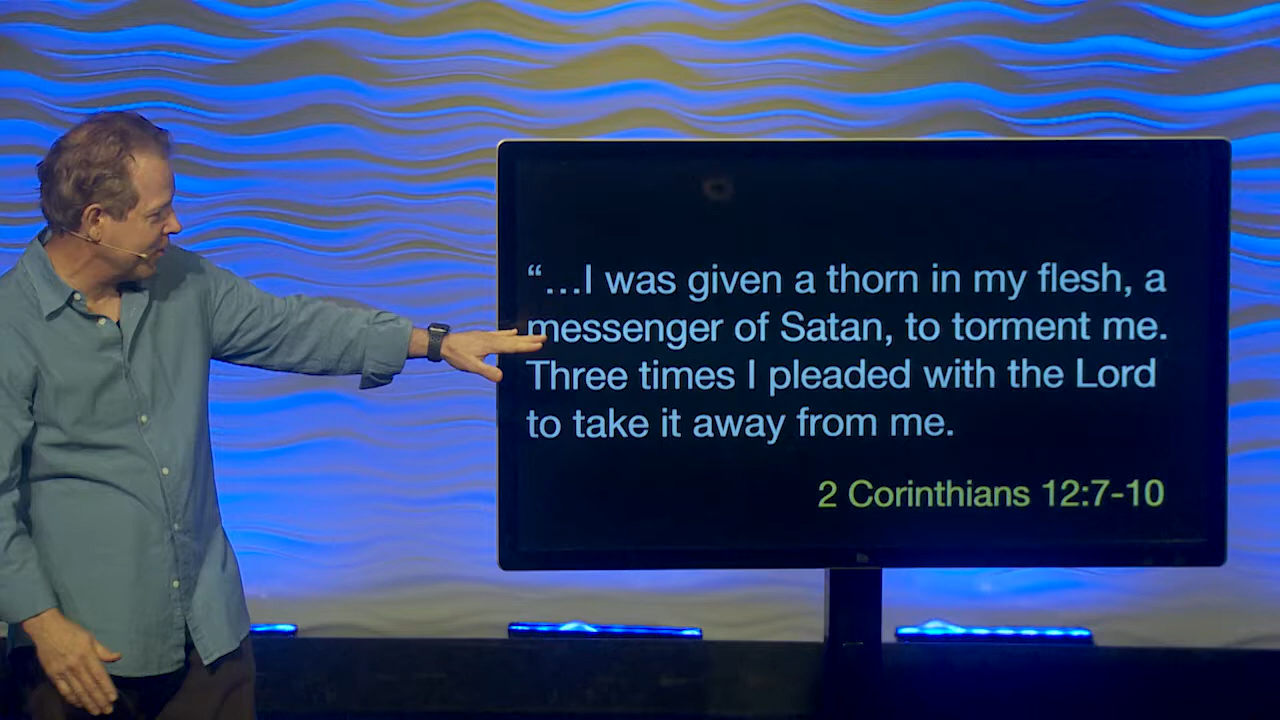 “…I was given a thorn in my flesh, a
messenger of Satan, to torment me.
Three times I pleaded with the Lord
to take it away from me.
2 Corinthians 12:7-10